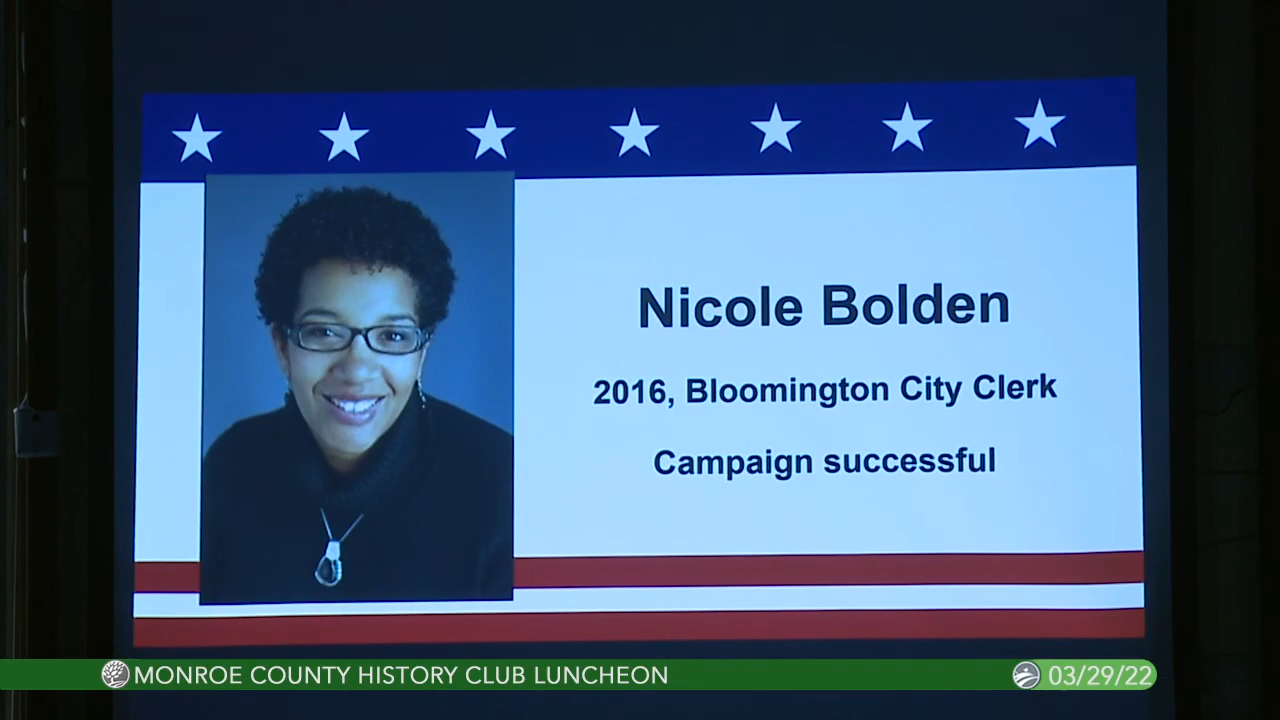 Nicole Bolden
2016, Bloomington City Clerk
Campaign successful
MONROE COUNTY HISTORY CLUB LUNCHEON
03/29/22